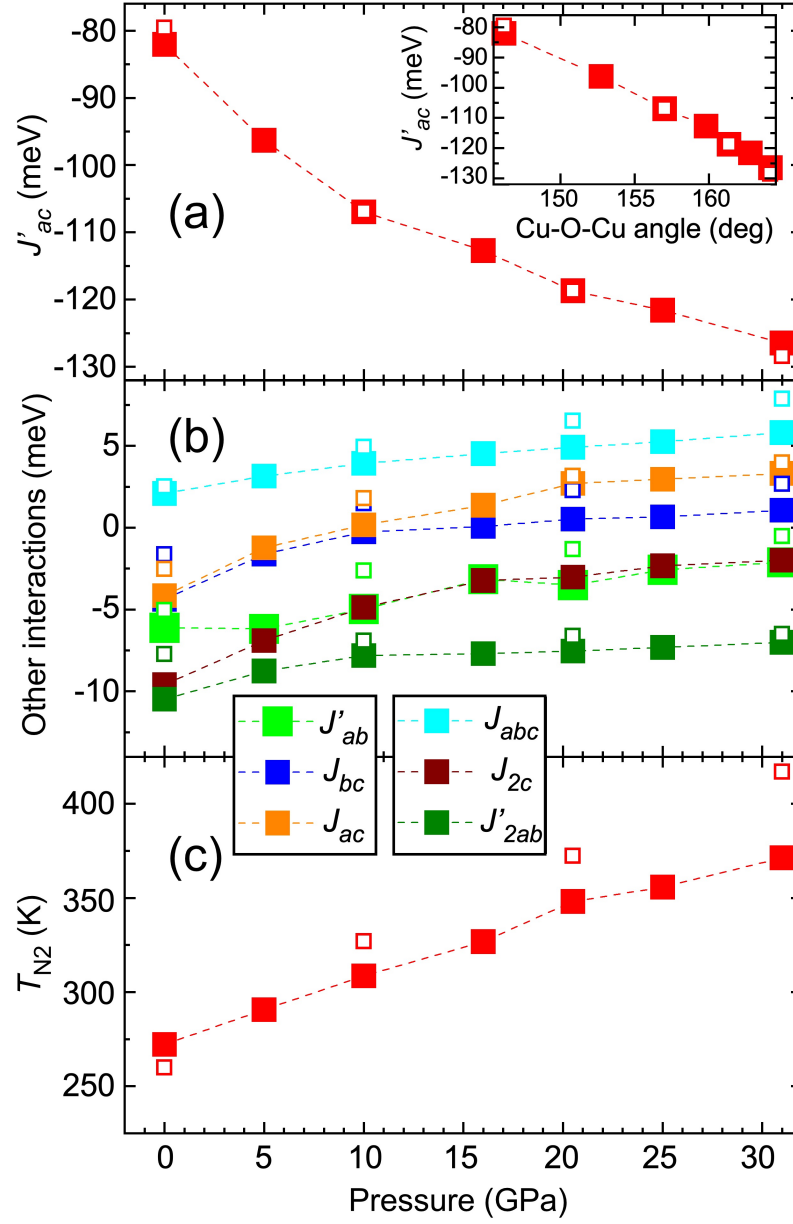 -80
-90
-100
-110
-120
-130
J'ac (meV)
(a)
-80
-90
-100
-110
-120
-130
J'ac (meV)
150 155 160
Cu-O-Cu angle (deg)
5
0
-5
-10
Other interactions (meV)
(b)
J'ab
Jbc
Jac
Jabc
J2c
J'2ab
400
350
300
250
TN2 (K)
(c)
0 5 10 15 20 25 30
Pressure (GPa)